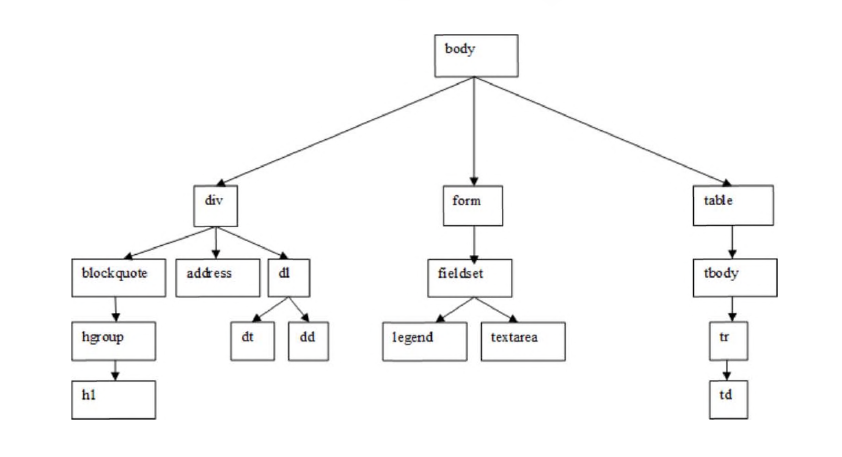 body
div
form
table
blockquote
address
dl
fieldset
tbody
hgroup
dt
dd
legend
textarea
tr
h1
td